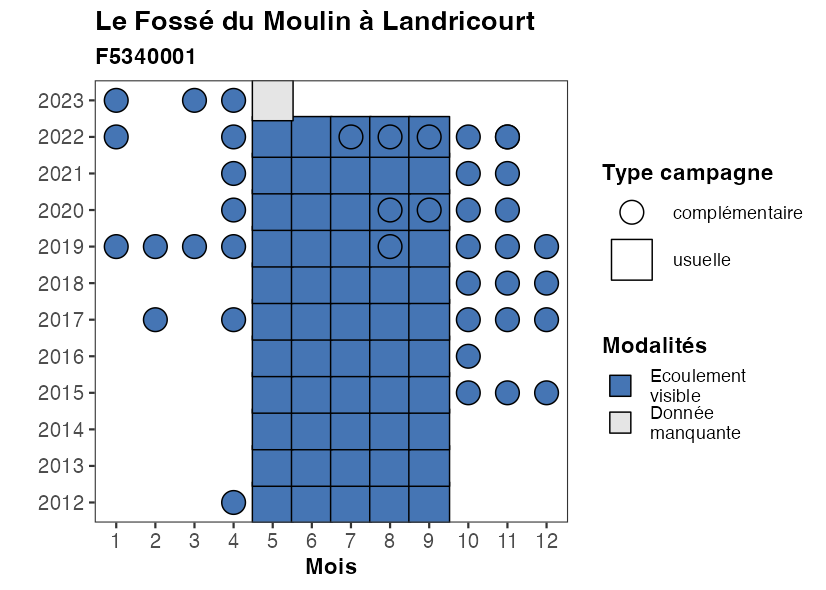 Le Fossé du Moulin à Landricourt
F5340001
2023
2022
2021
2020
2019
2018
2017
2016
2015
2014
2013
2012
1 2 3 4 5 6 7 8 9 10 11 12
Mois
Type campagne
complémentaire
usuelle
Modalités
Ecoulement
visible
Donnée
manquante